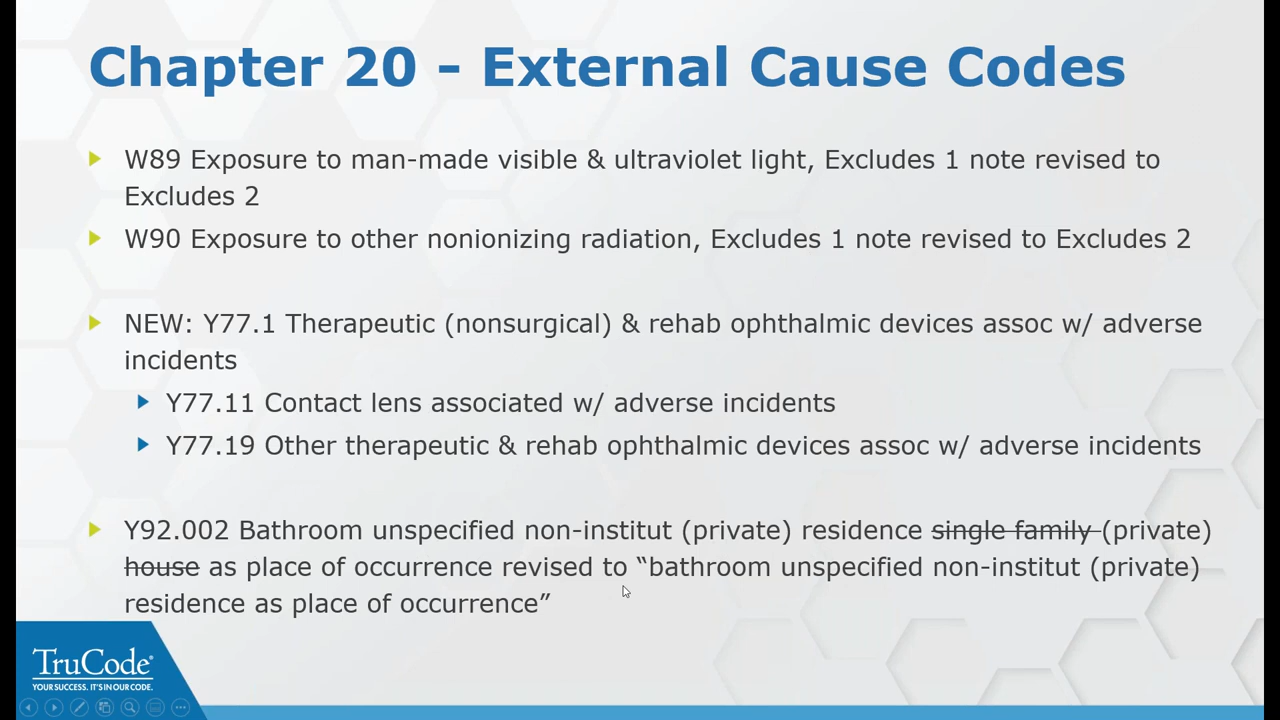 Chapter 20 - External Cause Codes
W89 Exposure to man-made visible & ultraviolet light, Excludes 1 note revised to
Excludes 2
W90 Exposure to other nonionizing radiation, Excludes 1 note revised to Excludes 2
NEW: Y77.1 Therapeutic (nonsurgical) & rehab ophthalmic devices assoc w/ adverse
incidents
Y77.11 Contact lens associated w/ adverse incidents
Y77.19 Other therapeutic & rehab ophthalmic devices assoc w/ adverse incidents
Y92.002 Bathroom unspecified non-institut (private) residence single family (private)
house as place of occurrence revised to “bathroom unspecified non-institut (private)
residence as place of occurrence”
TruCode®
YOUR SUCCESS. IT'S IN OUR CODE.